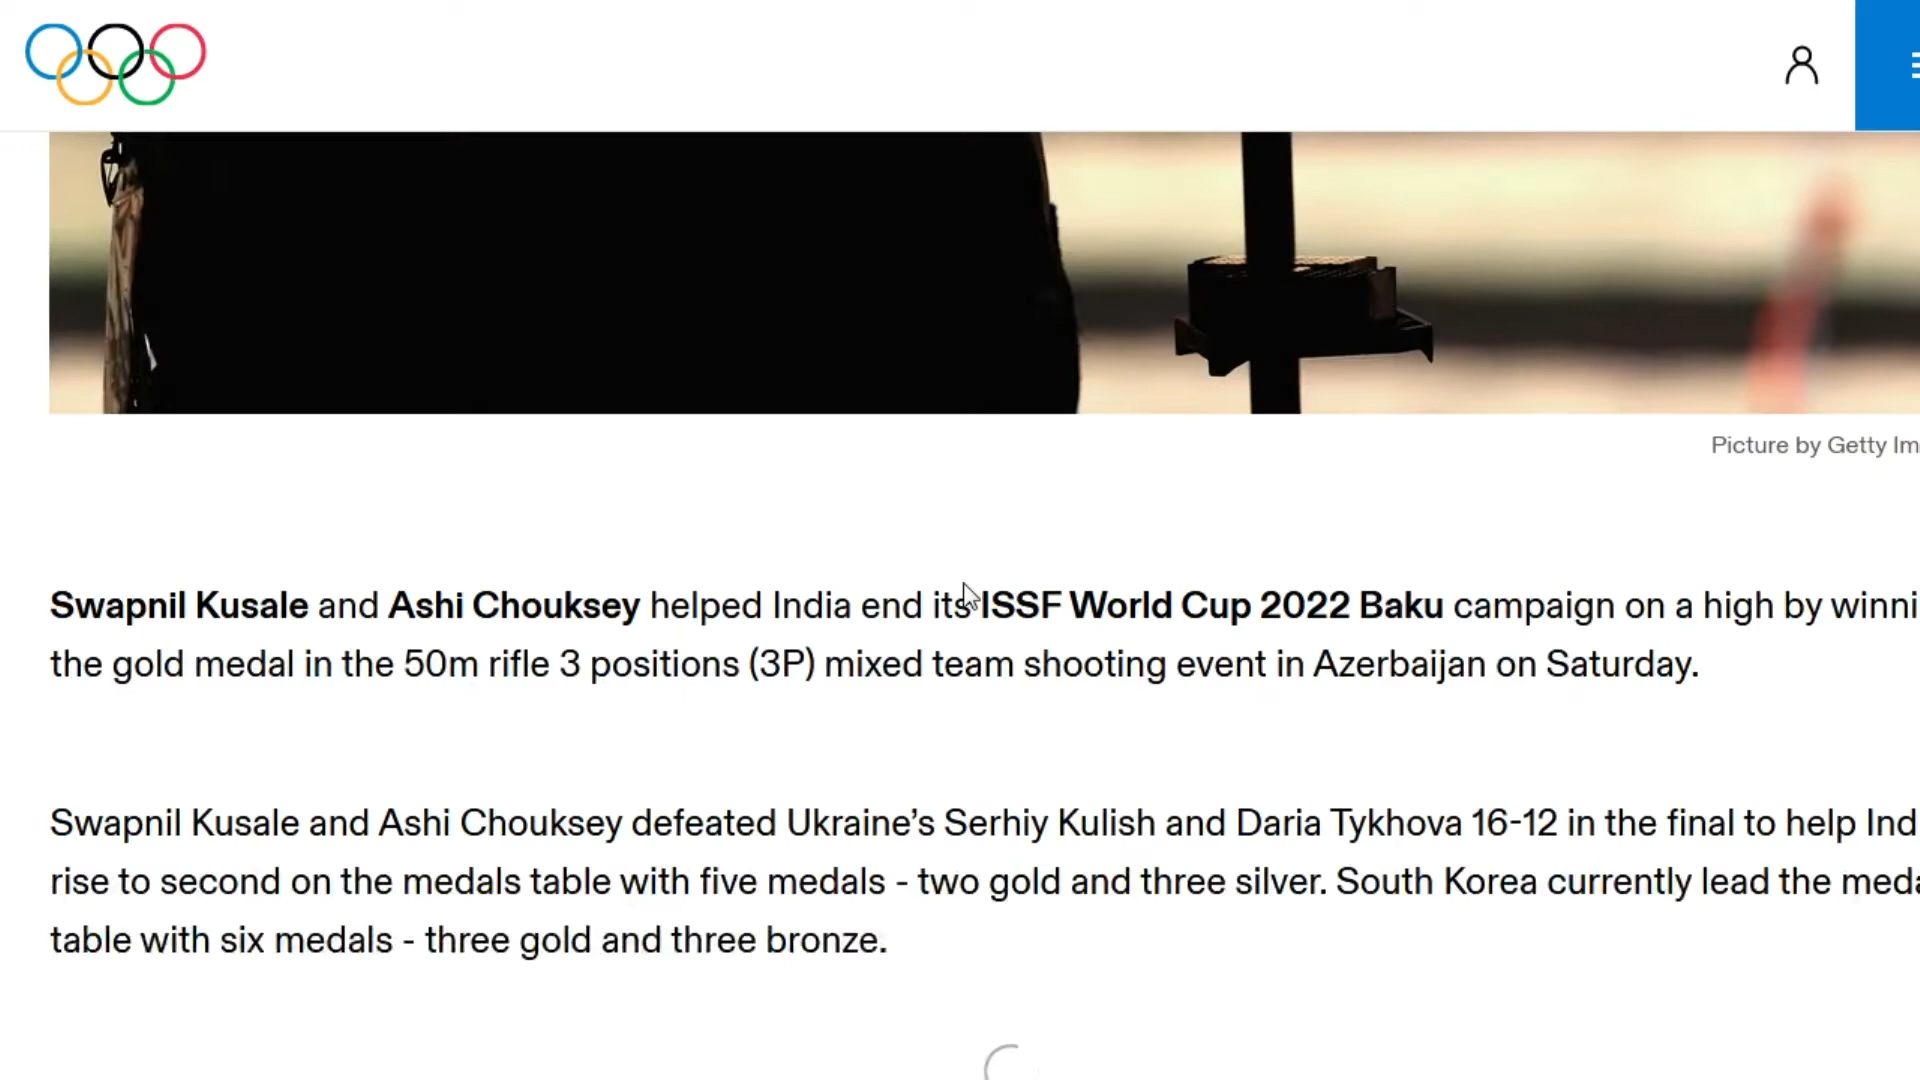 Picture by Getty Im
Swapnil Kusale and Ashi Chouksey helped India end its ISSF World Cup 2022 Baku campaign on a high by winni
the gold medal in the 50m rifle 3 positions (3P) mixed team shooting event in Azerbaijan on Saturday.
Swapnil Kusale and Ashi Chouksey defeated Ukraine’s Serhiy Kulish and Daria Tykhova 16-12 in the final to help Ind
rise to second on the medals table with five medals - two gold and three silver. South Korea currently lead the meda
table with six medals - three gold and three bronze.